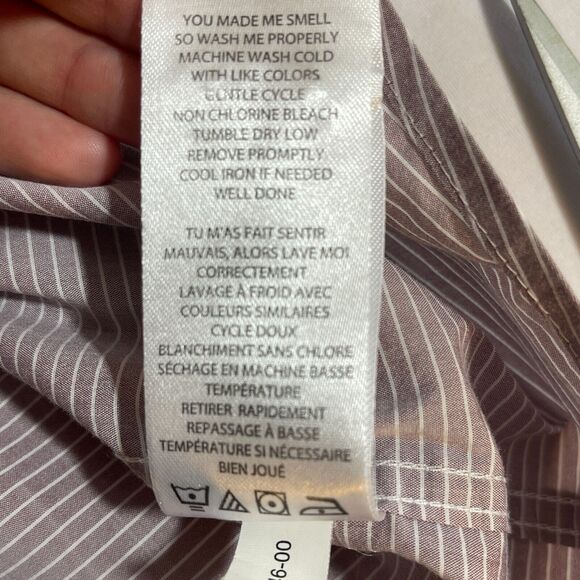 YOU MADE ME SMELL
SO WASH ME PROPERLY
MACHINE WASH COLD
WITH LIKE COLORS
GENTLE CYCLE
NON CHLORINE BLEACH
TUMBLE DRY LOW
REMOVE PROMPTLY
COOL IRON IF NEEDED
WELL DONE
TU M'AS FAIT SENTIR
MAUVAIS, ALORS LAVE MOI
CORRECTEMENT
LAVAGE À FROID AVEC
COULEURS SIMILAIRES
CYCLE DOUX
BLANCHIMENT SANS CHLORE
SÉCHAGE EN MACHINE BASSE
TEMPÉRATURE
RETIRER RAPIDEMENT
REPASSAGE À BASSE
TEMPÉRATURE SI NÉCESSAIRE
BIEN JOUÉ
6-00